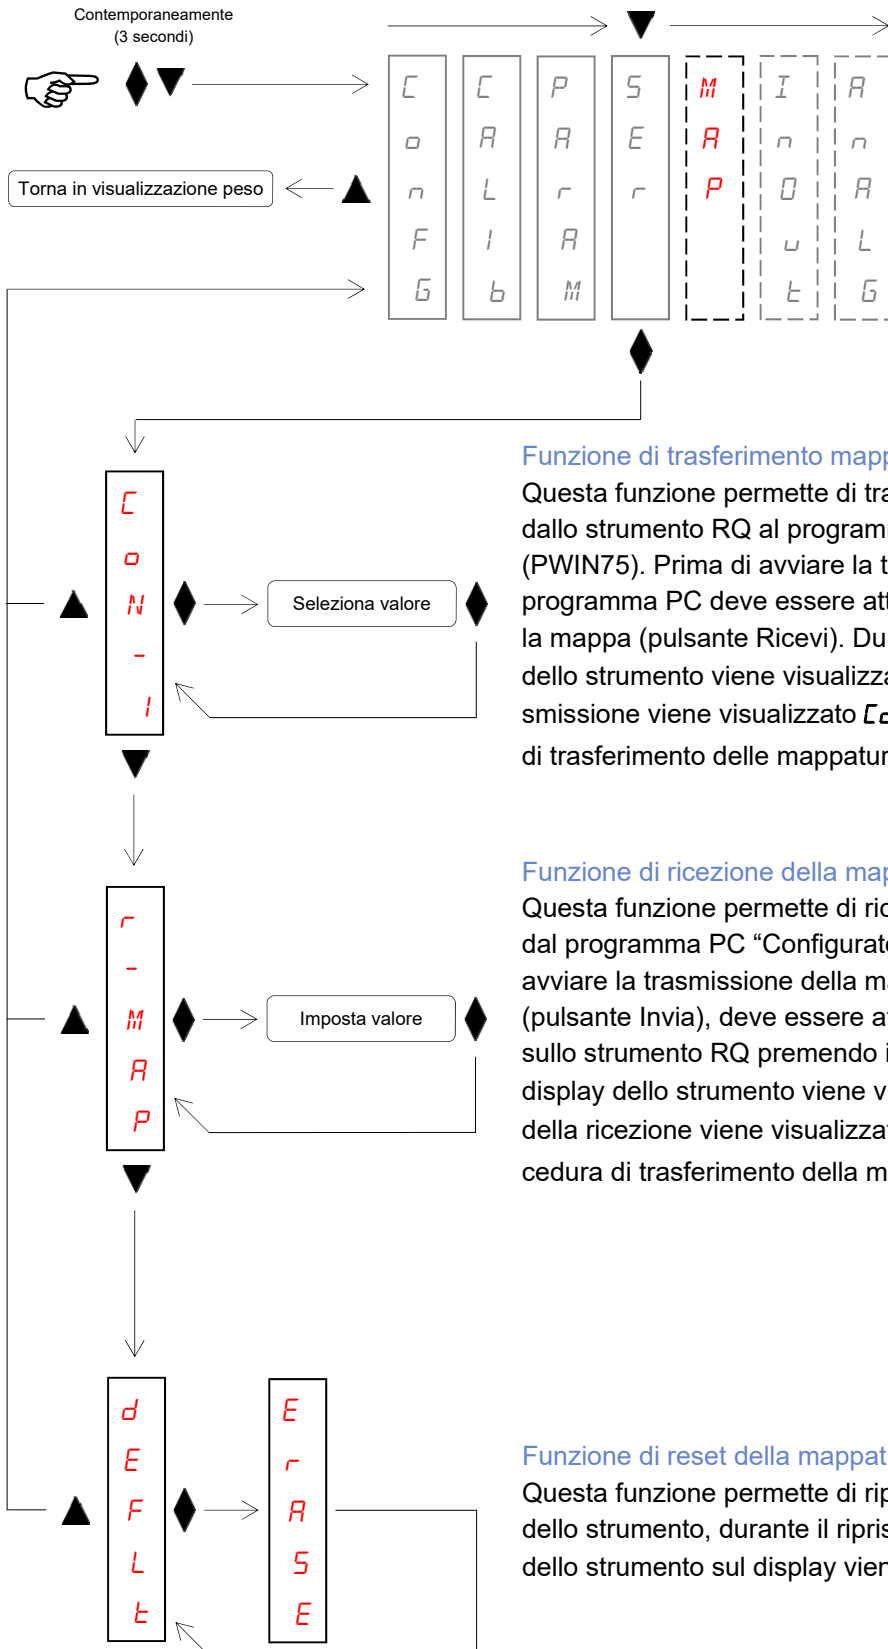 Contemporaneamente
(3 secondi)
ConFG
CALIb
PArAM
SEr
MAP
InOut
AnALG
Torna in visualizzazione peso
CoN-1
Seleziona valore
Funzione di trasferimento mapp
Questa funzione permette di tra
dallo strumento RQ al programm
(PWIN75). Prima di avviare la t
programma PC deve essere att
la mappa (pulsante Ricevi). Du
dello strumento viene visualizza
smissione viene visualizzato Co
di trasferimento delle mappatur
r-MAP
Imposta valore
Funzione di ricezione della map
Questa funzione permette di ric
dal programma PC “Configurato
avviare la trasmissione della ma
(pulsante Invia), deve essere at
sullo strumento RQ premendo i
display dello strumento viene v
della ricezione viene visualizzat
cedura di trasferimento della m
dEFLt
ErASE
Funzione di reset della mappat
Questa funzione permette di rip
dello strumento, durante il ripris
dello strumento sul display vien